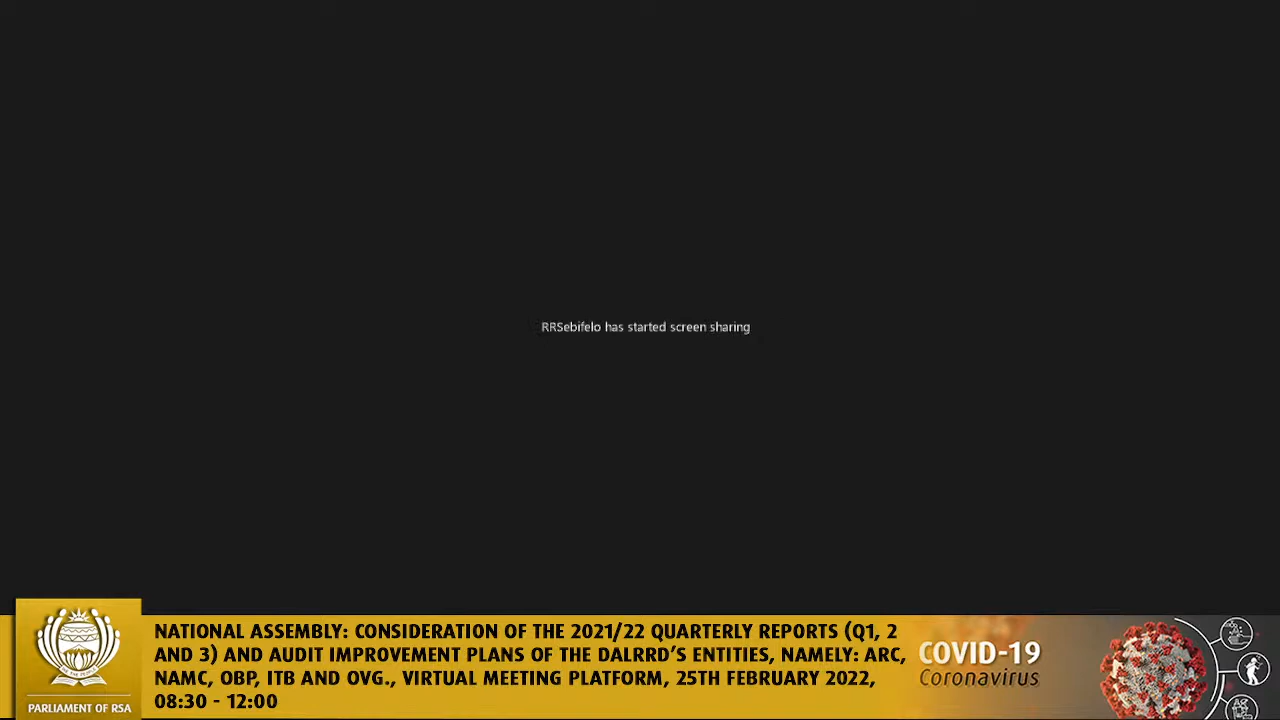 RRSebifelo has started screen sharing
NATIONAL ASSEMBLY: CONSIDERATION OF THE 2021/22 QUARTERLY REPORTS (Q1, 2
AND 3) AND AUDIT IMPROVEMENT PLANS OF THE DALRRD'S ENTITIES, NAMELY: ARC,
NAMC, OBP, ITB AND OVG., VIRTUAL MEETING PLATFORM, 25TH FEBRUARY 2022,
08:30 - 12:00
PARLIAMENT OF RSA
COVID-19
Coronavirus